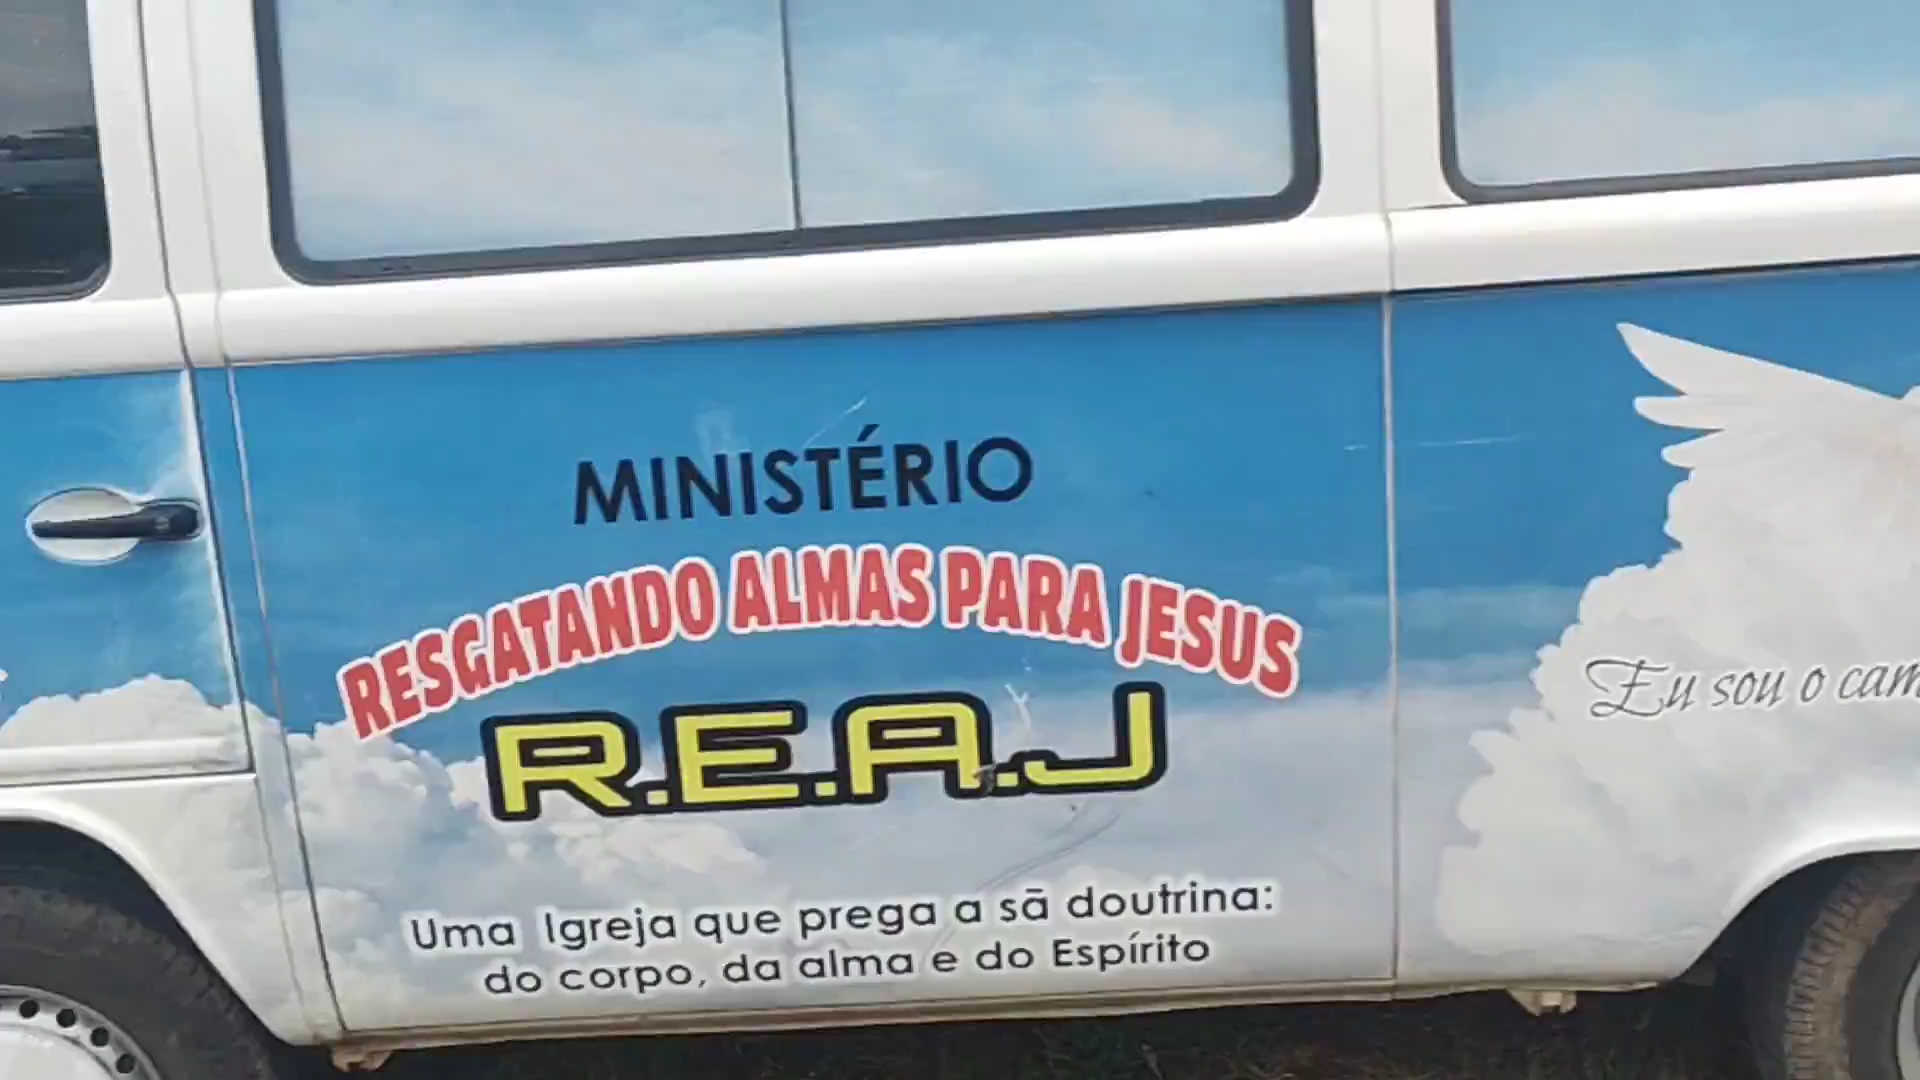 MINISTÉRIO
RESGATANDO ALMAS PARA JESUS
R.E.A.J
Uma Igreja que prega a sã doutrina:
do corpo, da alma e do Espírito
Eu sou o cam